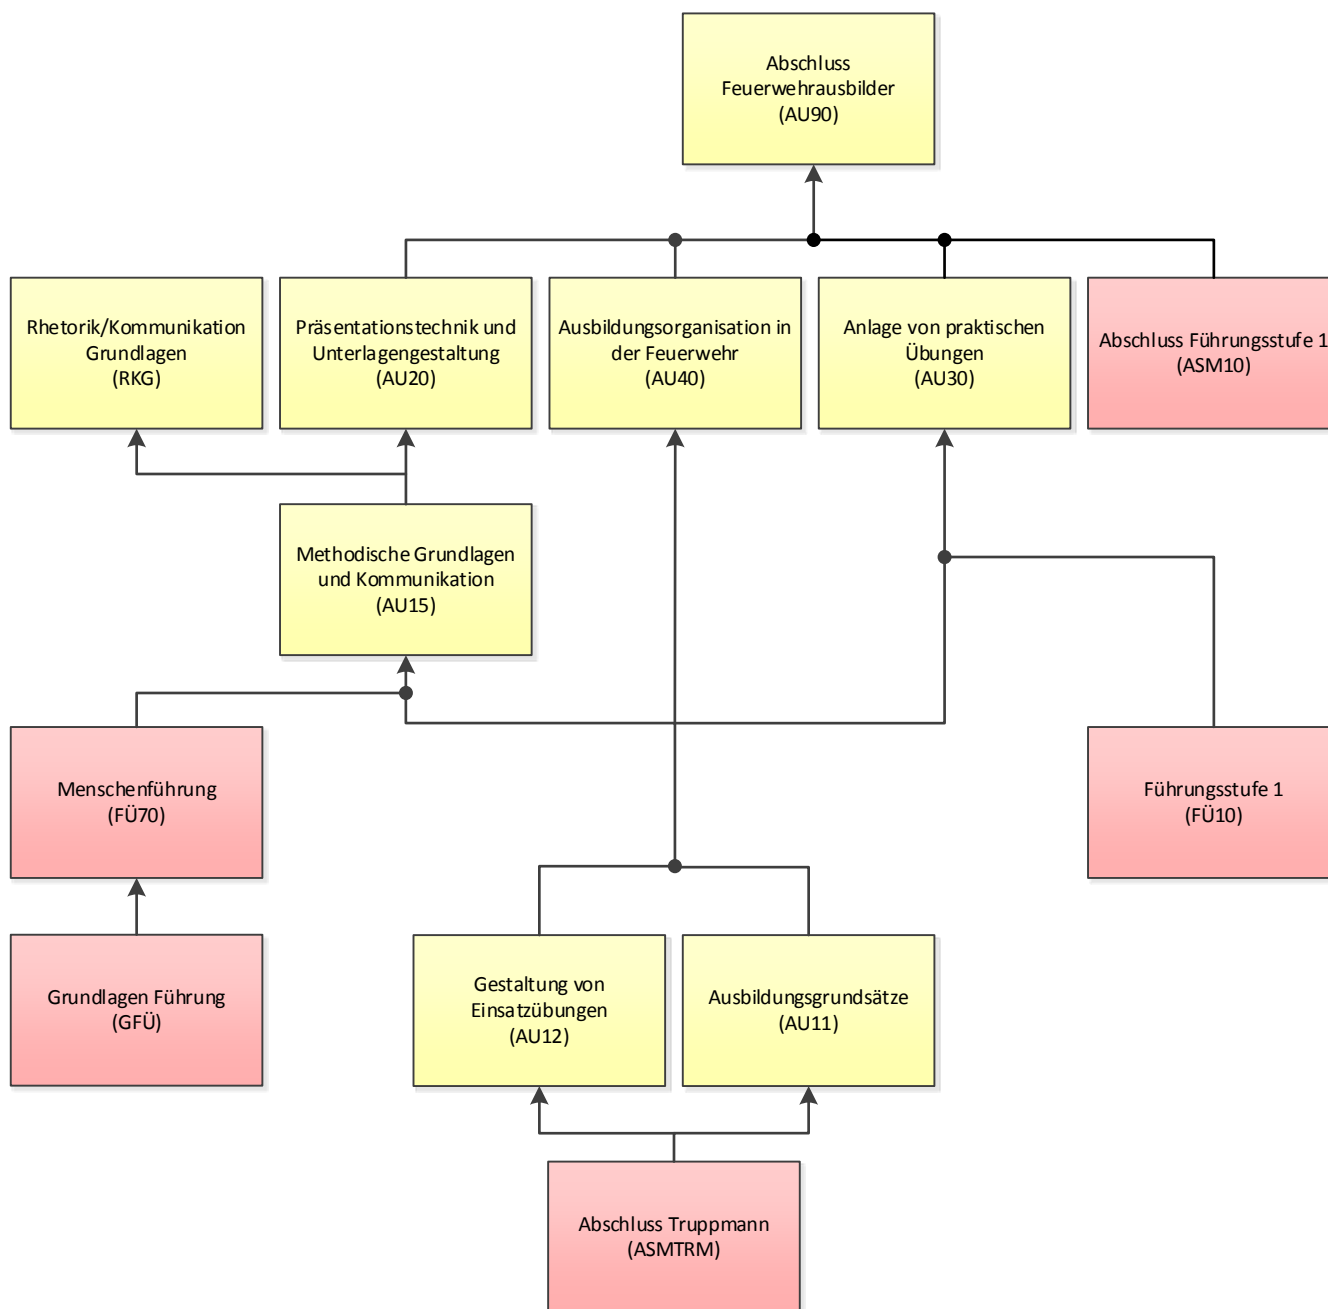 Abschluss
Feuerwehrausbilder
(AU90)
Rhetorik/Kommunikation
Grundlagen
(RKG)
Präsentationstechnik und
Unterlagengestaltung
(AU20)
Ausbildungsorganisation in
der Feuerwehr
(AU40)
Anlage von praktischen
Übungen
(AU30)
Abschluss Führungsstufe 1
(ASM10)
Methodische Grundlagen
und Kommunikation
(AU15)
Menschenführung
(FÜ70)
Führungsstufe 1
(FÜ10)
Grundlagen Führung
(GFÜ)
Gestaltung von
Einsatzübungen
(AU12)
Ausbildungsgrundsätze
(AU11)
Abschluss Truppmann
(ASMTRM)